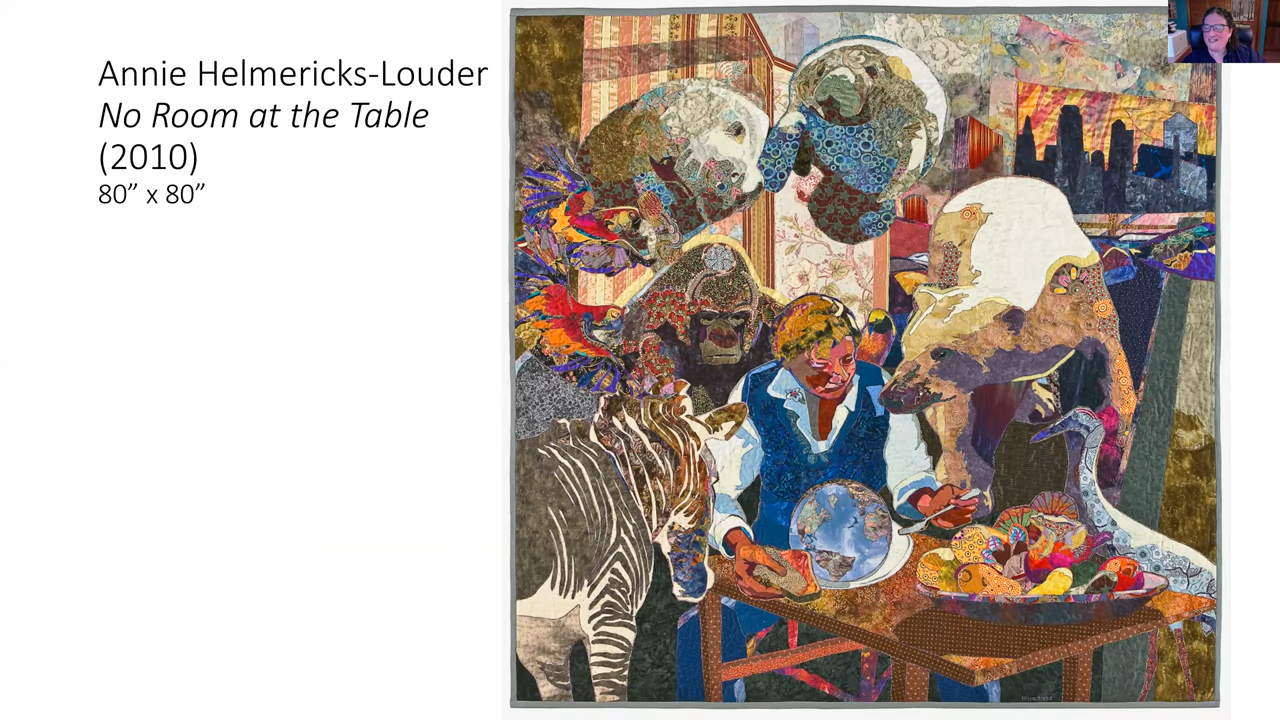 Annie Helmericks-Louder
No Room at the Table
(2010)
80” x 80”